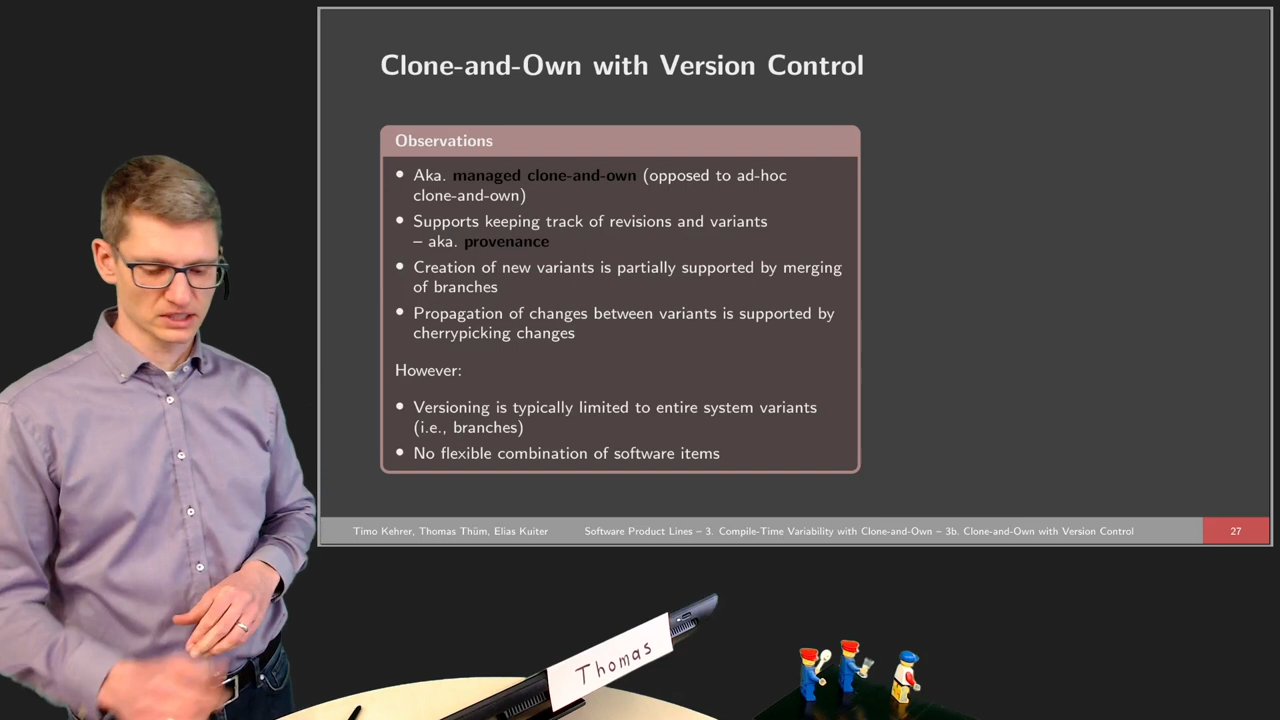 Clone-and-Own with Version Control
Observations
• Aka. managed clone-and-own (opposed to ad-hoc
clone-and-own)
• Supports keeping track of revisions and variants
– aka. provenance
• Creation of new variants is partially supported by merging
of branches
• Propagation of changes between variants is supported by
cherrypicking changes
However:
• Versioning is typically limited to entire system variants
(i.e., branches)
• No flexible combination of software items
Timo Kehrer, Thomas Thüm, Elias Kuiter
Software Product Lines – 3. Compile-Time Variability with Clone-and-Own – 3b. Clone-and-Own with Version Control
27
Thomas